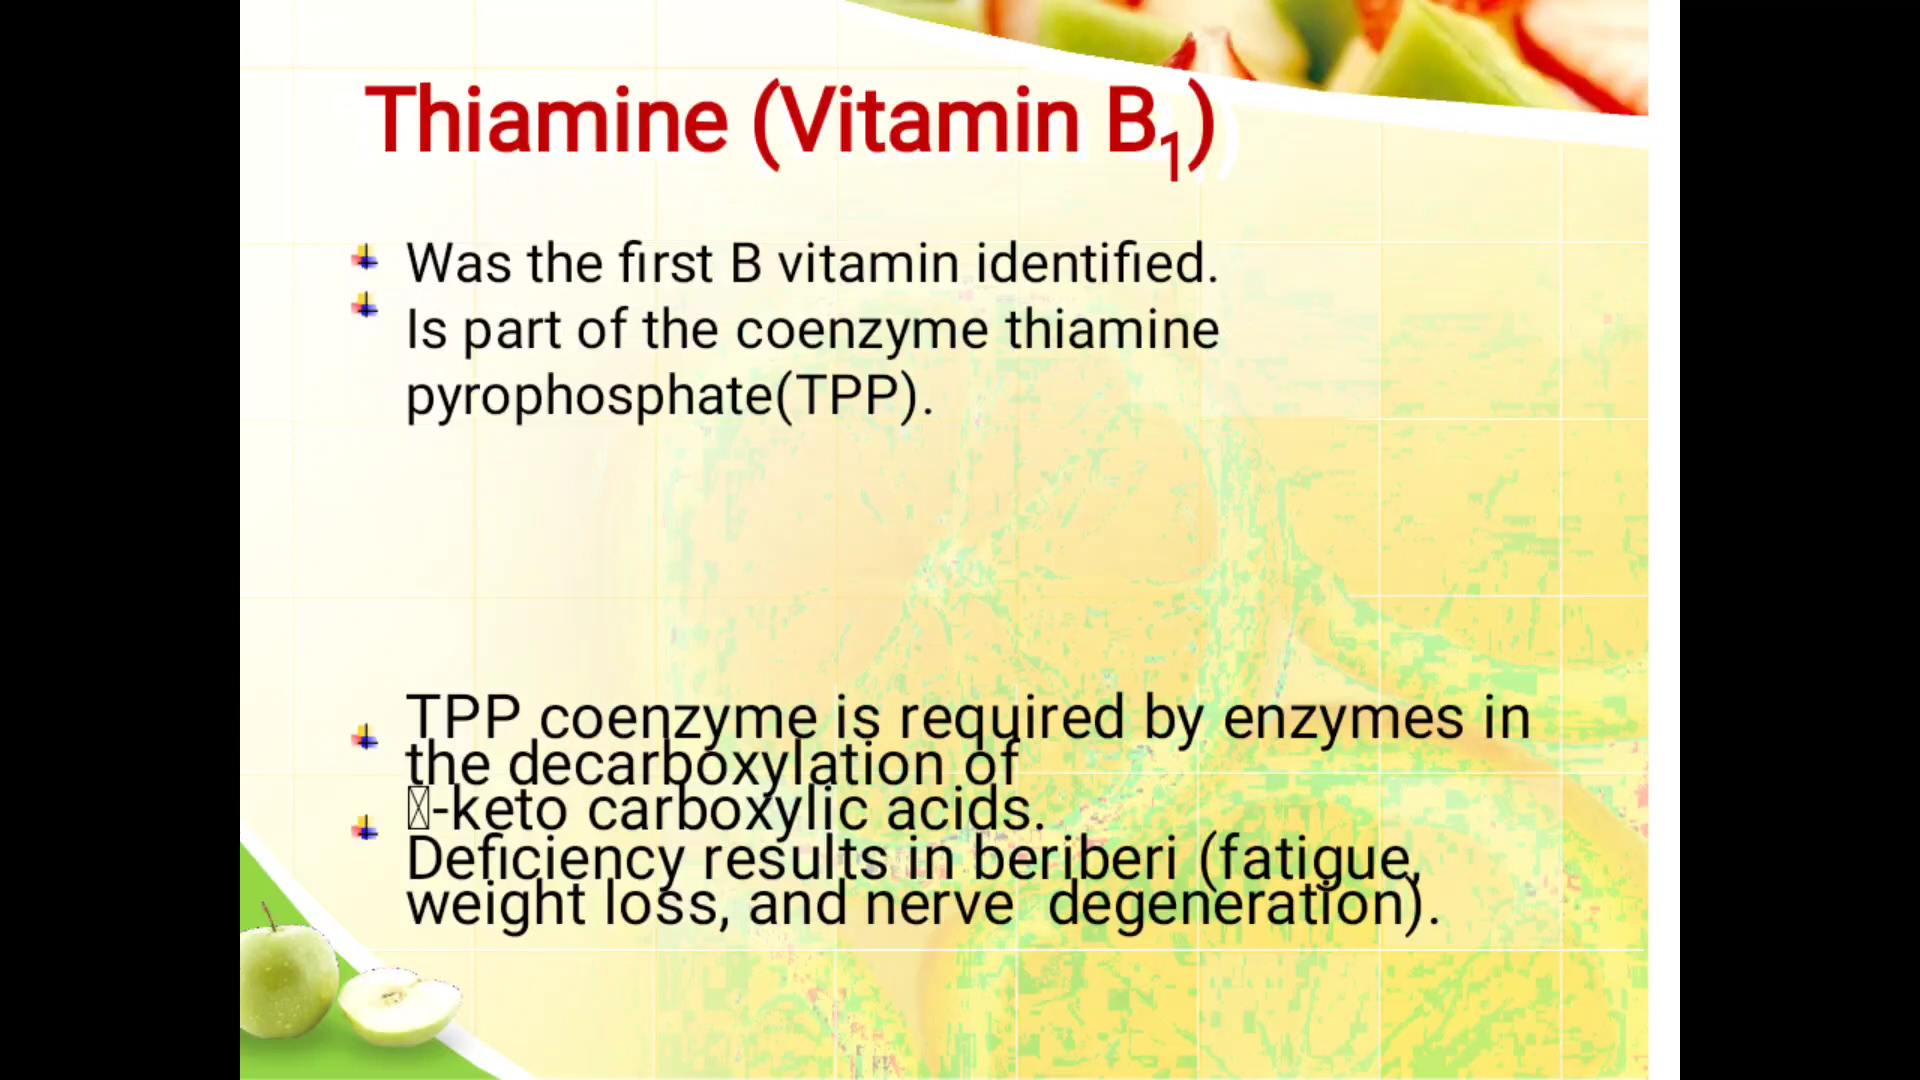 Thiamine (Vitamin B₁)
Was the first B vitamin identified.
Is part of the coenzyme thiamine
pyrophosphate(TPP).
TPP coenzyme is required by enzymes in
the decarboxylation of
-keto carboxylic acids.
Deficiency results in beriberi (fatigue,
weight loss, and nerve  degeneration).